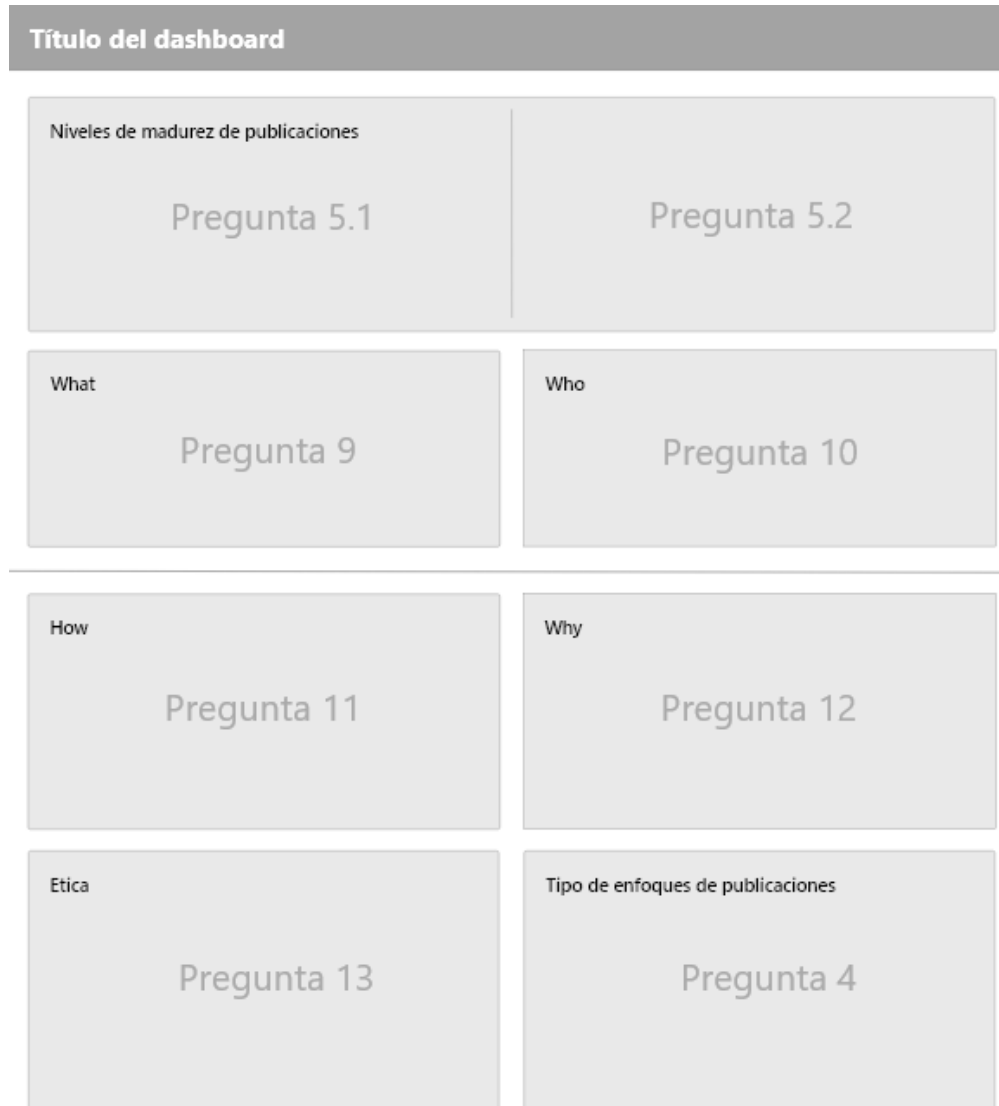 Título del dashboard
Niveles de madurez de publicaciones
Pregunta 5.1
Pregunta 5.2
What
Who
Pregunta 9
Pregunta 10
How
Why
Pregunta 11
Pregunta 12
Etica
Tipo de enfoques de publicaciones
Pregunta 13
Pregunta 4